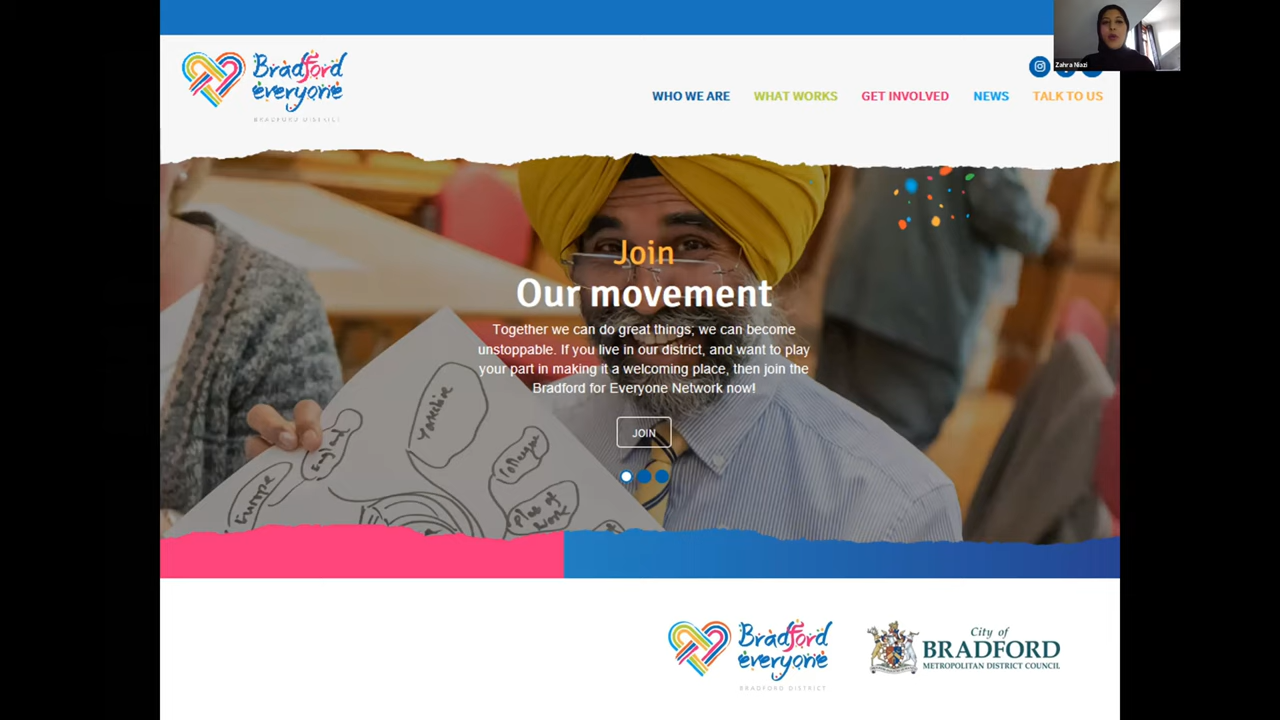 Zahra Niazi
Bradford
everyone
BRADFORD DISTRICT
WHO WE ARE WHAT WORKS GET INVOLVED NEWS TALK TO US
Join
Our movement
Together we can do great things; we can become
unstoppable. If you live in our district, and want to play
your part in making it a welcoming place, then join the
Bradford for Everyone Network now!
JOIN
Yorkshire
England
Colleague
Europe
Place of
work
Bradford
everyone
BRADFORD DISTRICT
City of
BRADFORD
METROPOLITAN DISTRICT COUNCIL